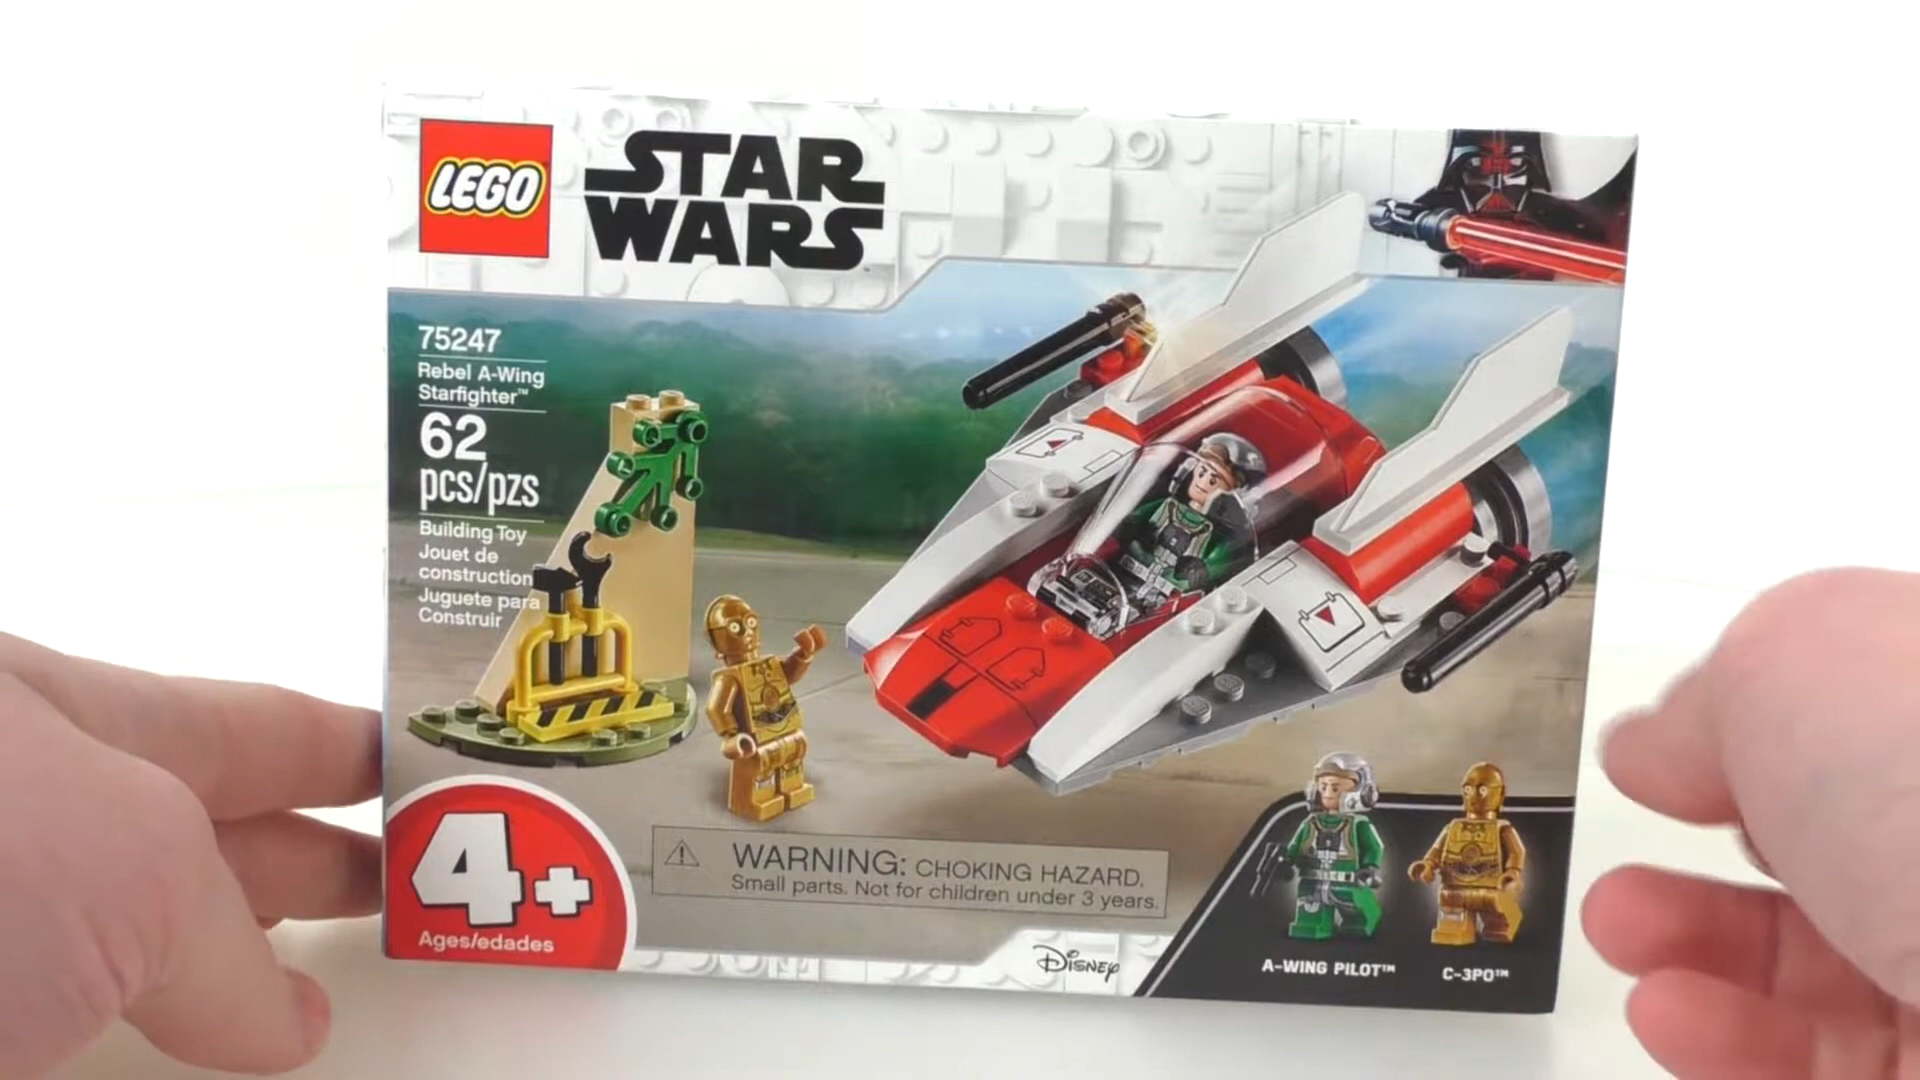 LEGO
STAR
WARS
75247
Rebel A-Wing
Starfighter™
62
pcs/pzs
Building Toy
Jouet de
construction
Juguete para
Construir
4+
Ages/edades
WARNING: CHOKING HAZARD.
Small parts. Not for children under 3 years.
Disney
A-WING PILOT™
C-3PO™